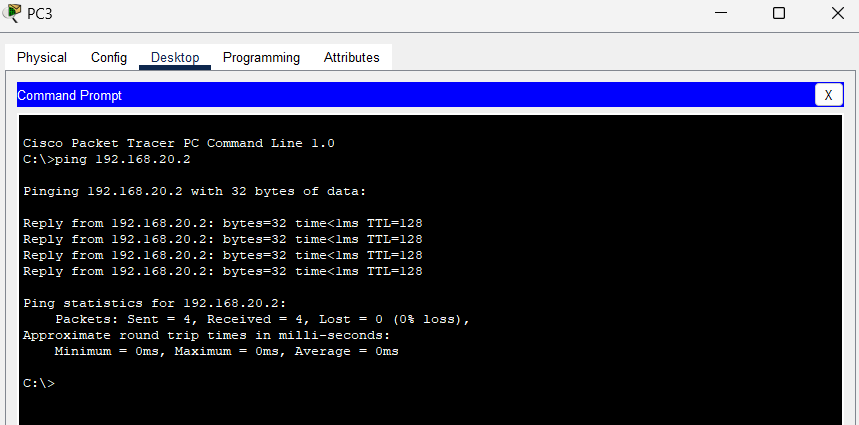 PC3
Physical Config Desktop Programming Attributes
Command Prompt X
Cisco Packet Tracer PC Command Line 1.0
C:\>ping 192.168.20.2
Pinging 192.168.20.2 with 32 bytes of data:
Reply from 192.168.20.2: bytes=32 time<1ms TTL=128
Reply from 192.168.20.2: bytes=32 time<1ms TTL=128
Reply from 192.168.20.2: bytes=32 time<1ms TTL=128
Reply from 192.168.20.2: bytes=32 time<1ms TTL=128
Ping statistics for 192.168.20.2:
    Packets: Sent = 4, Received = 4, Lost = 0 (0% loss),
Approximate round trip times in milli-seconds:
    Minimum = 0ms, Maximum = 0ms, Average = 0ms
C:\>